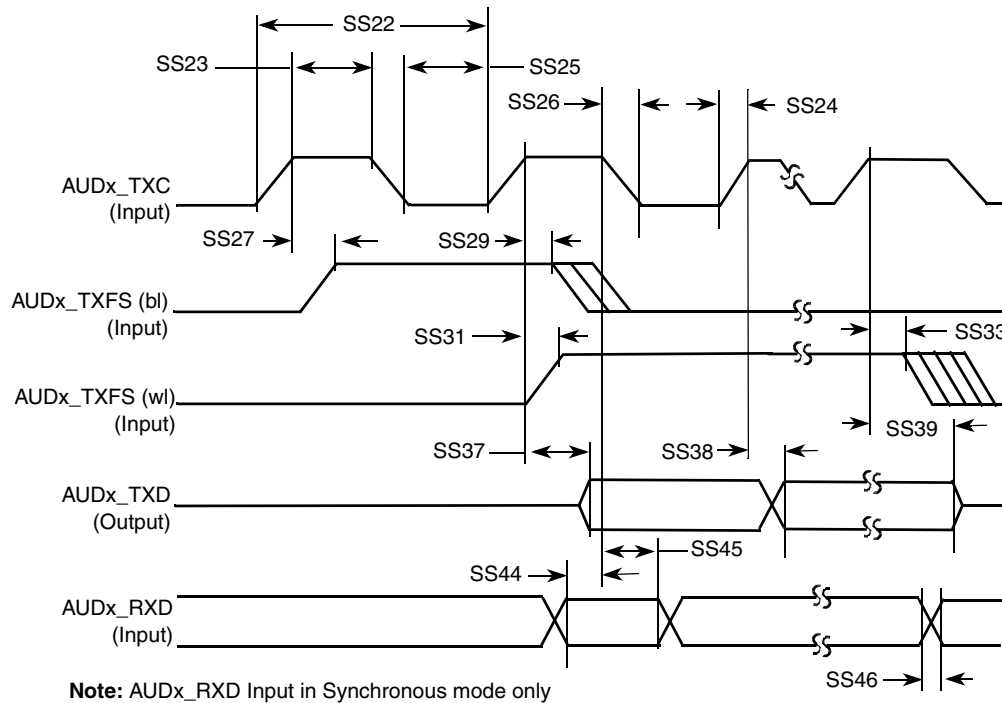 SS22
SS23
SS25
SS26
SS24
AUDx_TXC
(Input)
SS27
SS29
AUDx_TXFS (bl)
(Input)
SS31
SS33
AUDx_TXFS (wl)
(Input)
SS39
SS37
SS38
AUDx_TXD
(Output)
SS45
SS44
AUDx_RXD
(Input)
SS46
Note: AUDx_RXD Input in Synchronous mode only